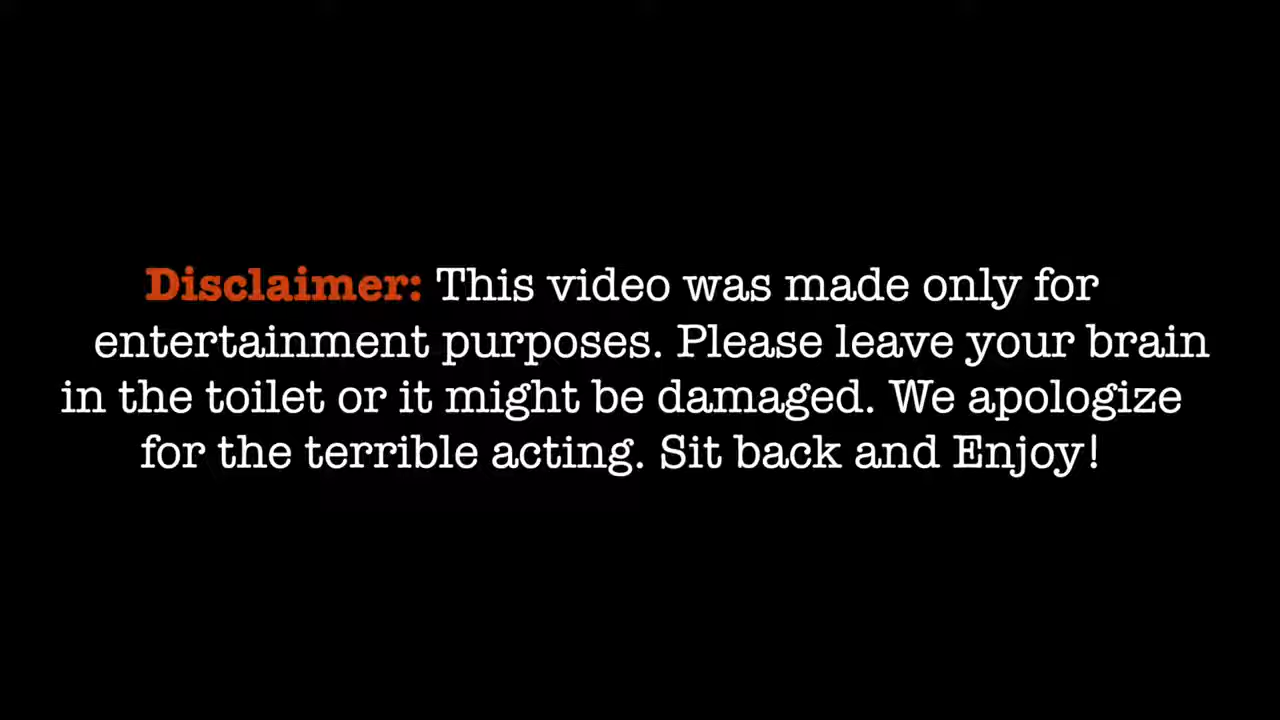 Disclaimer: This video was made only for
entertainment purposes. Please leave your brain
in the toilet or it might be damaged. We apologize
for the terrible acting. Sit back and Enjoy!